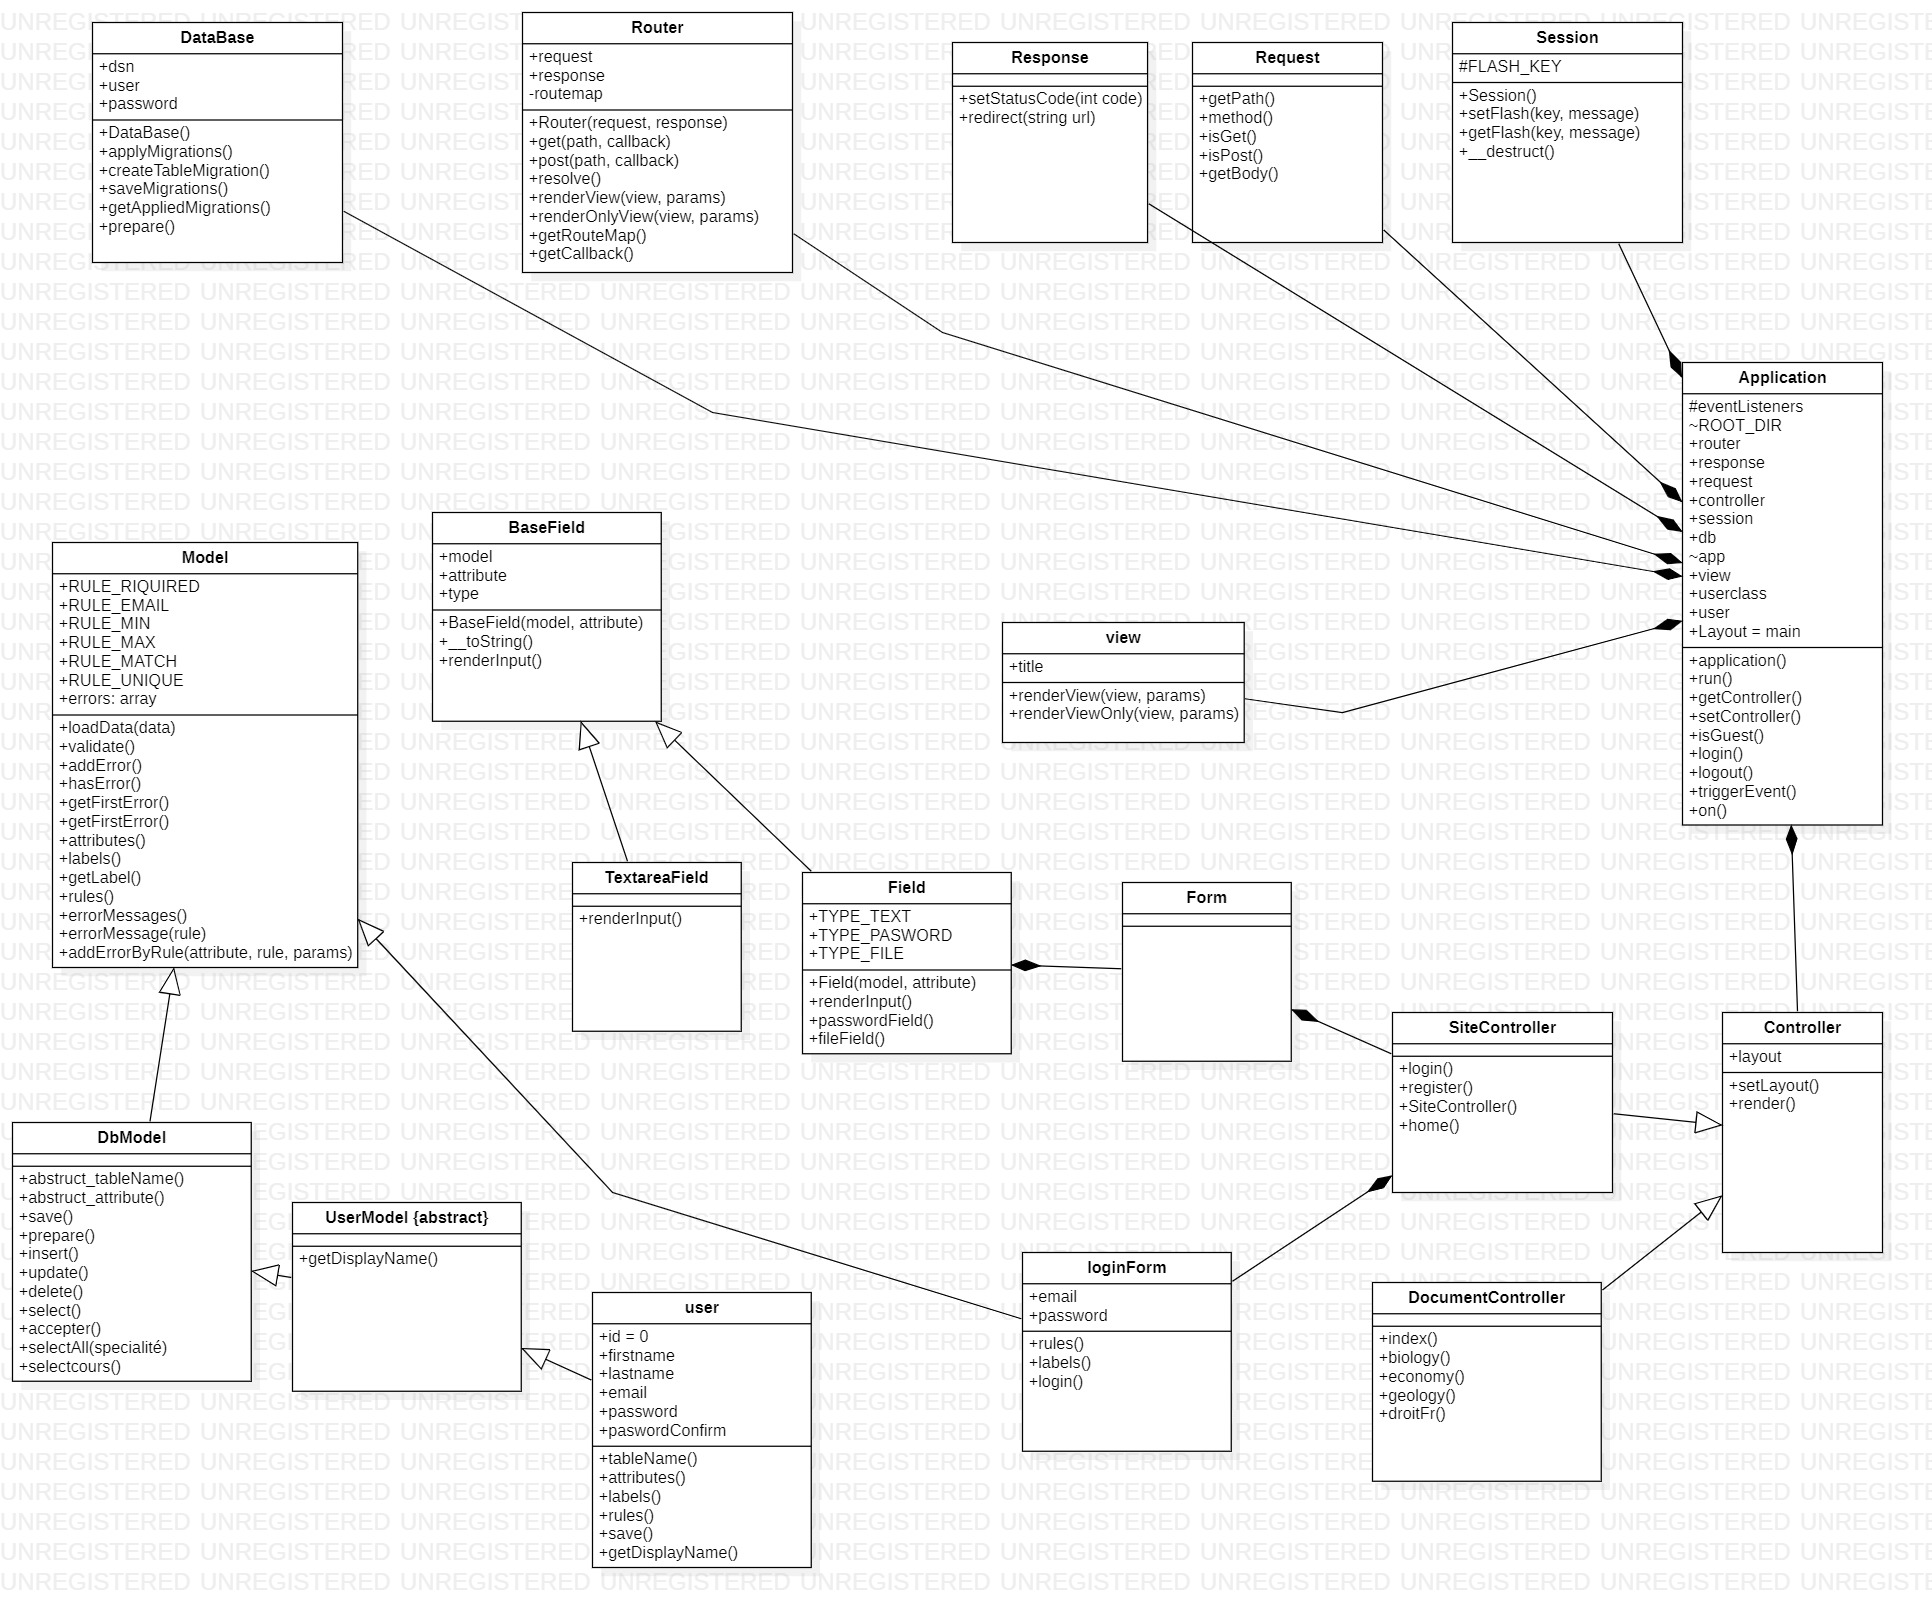 DataBase
+dsn
+user
+password
+DataBase()
+applyMigrations()
+createTableMigration()
+saveMigrations()
+getAppliedMigrations()
+prepare()
Router
+request
+response
-routemap
+Router(request, response)
+get(path, callback)
+post(path, callback)
+resolve()
+renderView(view, params)
+renderOnlyView(view, params)
+getRouteMap()
+getCallback()
Response
+setStatusCode(int code)
+redirect(string url)
Request
+getPath()
+method()
+isGet()
+isPost()
+getBody()
Session
#FLASH_KEY
+Session()
+setFlash(key, message)
+getFlash(key, message)
+__destruct()
Application
#eventListeners
~ROOT_DIR
+router
+response
+request
+controller
+session
+db
~app
+view
+userclass
+user
+Layout = main
+application()
+run()
+getController()
+setController()
+isGuest()
+login()
+logout()
+triggerEvent()
+on()
Model
+RULE_RIQUIRED
+RULE_EMAIL
+RULE_MIN
+RULE_MAX
+RULE_MATCH
+RULE_UNIQUE
+errors: array
+loadData(data)
+validate()
+addError()
+hasError()
+getFirstError()
+getFirstError()
+attributes()
+labels()
+getLabel()
+rules()
+errorMessages()
+errorMessage(rule)
+addErrorByRule(attribute, rule, params)
BaseField
+model
+attribute
+type
+BaseField(model, attribute)
+__toString()
+renderInput()
view
+title
+renderView(view, params)
+renderViewOnly(view, params)
TextareaField
+renderInput()
Field
+TYPE_TEXT
+TYPE_PASWORD
+TYPE_FILE
+Field(model, attribute)
+renderInput()
+passwordField()
+fileField()
Form
SiteController
+login()
+register()
+SiteController()
+home()
Controller
+layout
+setLayout()
+render()
DbModel
+abstruct_tableName()
+abstruct_attribute()
+save()
+prepare()
+insert()
+update()
+delete()
+select()
+accepter()
+selectAll(specialité)
+selectcours()
UserModel {abstract}
+getDisplayName()
user
+id = 0
+firstname
+lastname
+email
+password
+paswordConfirm
+tableName()
+attributes()
+labels()
+rules()
+save()
+getDisplayName()
loginForm
+email
+password
+rules()
+labels()
+login()
DocumentController
+index()
+biology()
+economy()
+geology()
+droitFr()
UNREGISTERED